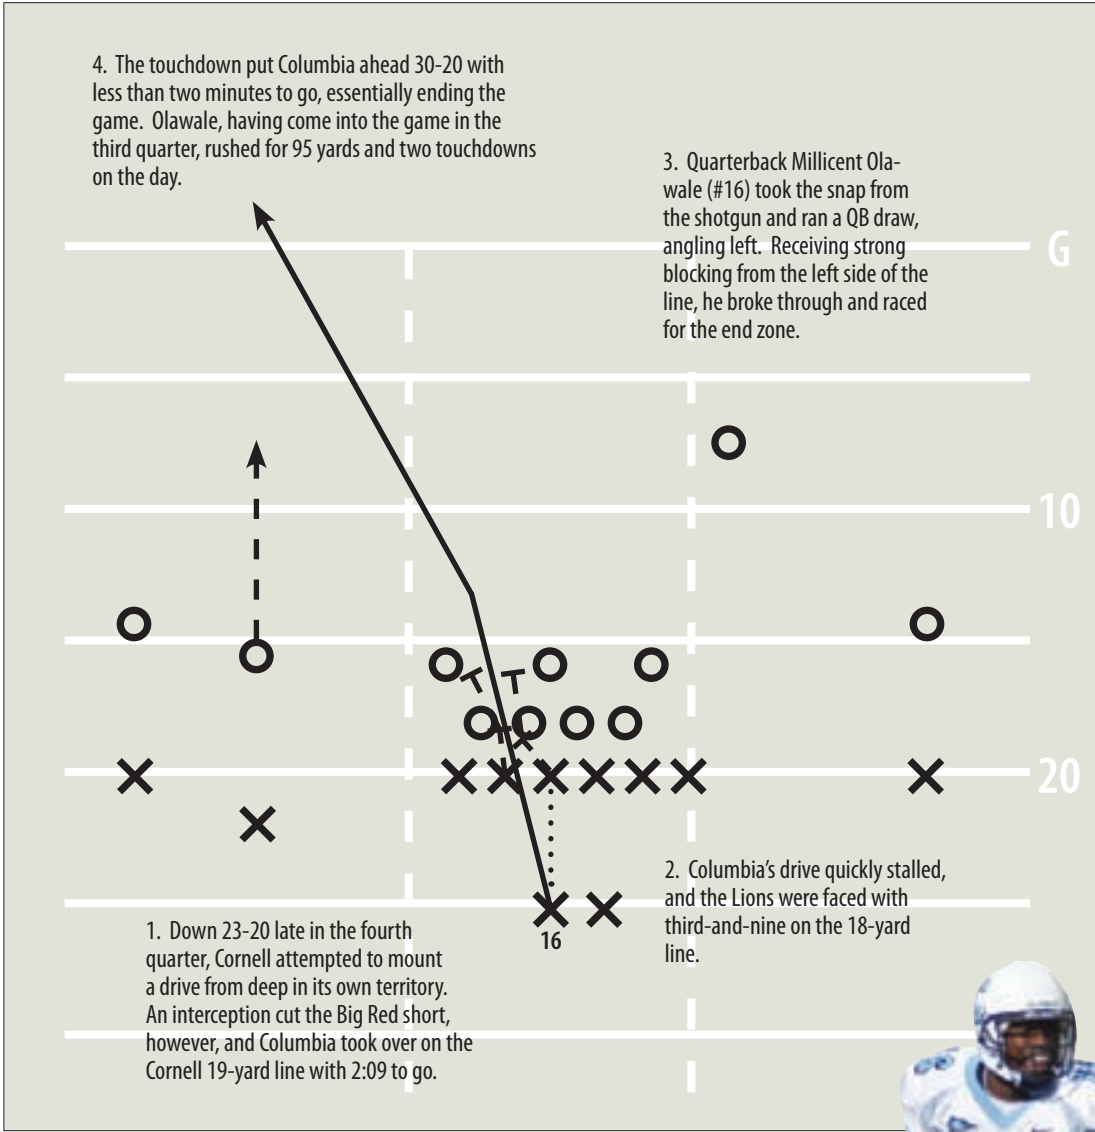 4.  The touchdown put Columbia ahead 30-20 with
less than two minutes to go, essentially ending the
game.  Olawale, having come into the game in the
third quarter, rushed for 95 yards and two touchdowns
on the day.
3.  Quarterback Millicent Ola-
wale (#16) took the snap from
the shotgun and ran a QB draw,
angling left.  Receiving strong
blocking from the left side of the
line, he broke through and raced
for the end zone.
G
10
20
2.  Columbia's drive quickly stalled,
and the Lions were faced with
third-and-nine on the 18-yard
line.
16
1.  Down 23-20 late in the fourth
quarter, Cornell attempted to mount
a drive from deep in its own territory.
An interception cut the Big Red short,
however, and Columbia took over on the
Cornell 19-yard line with 2:09 to go.